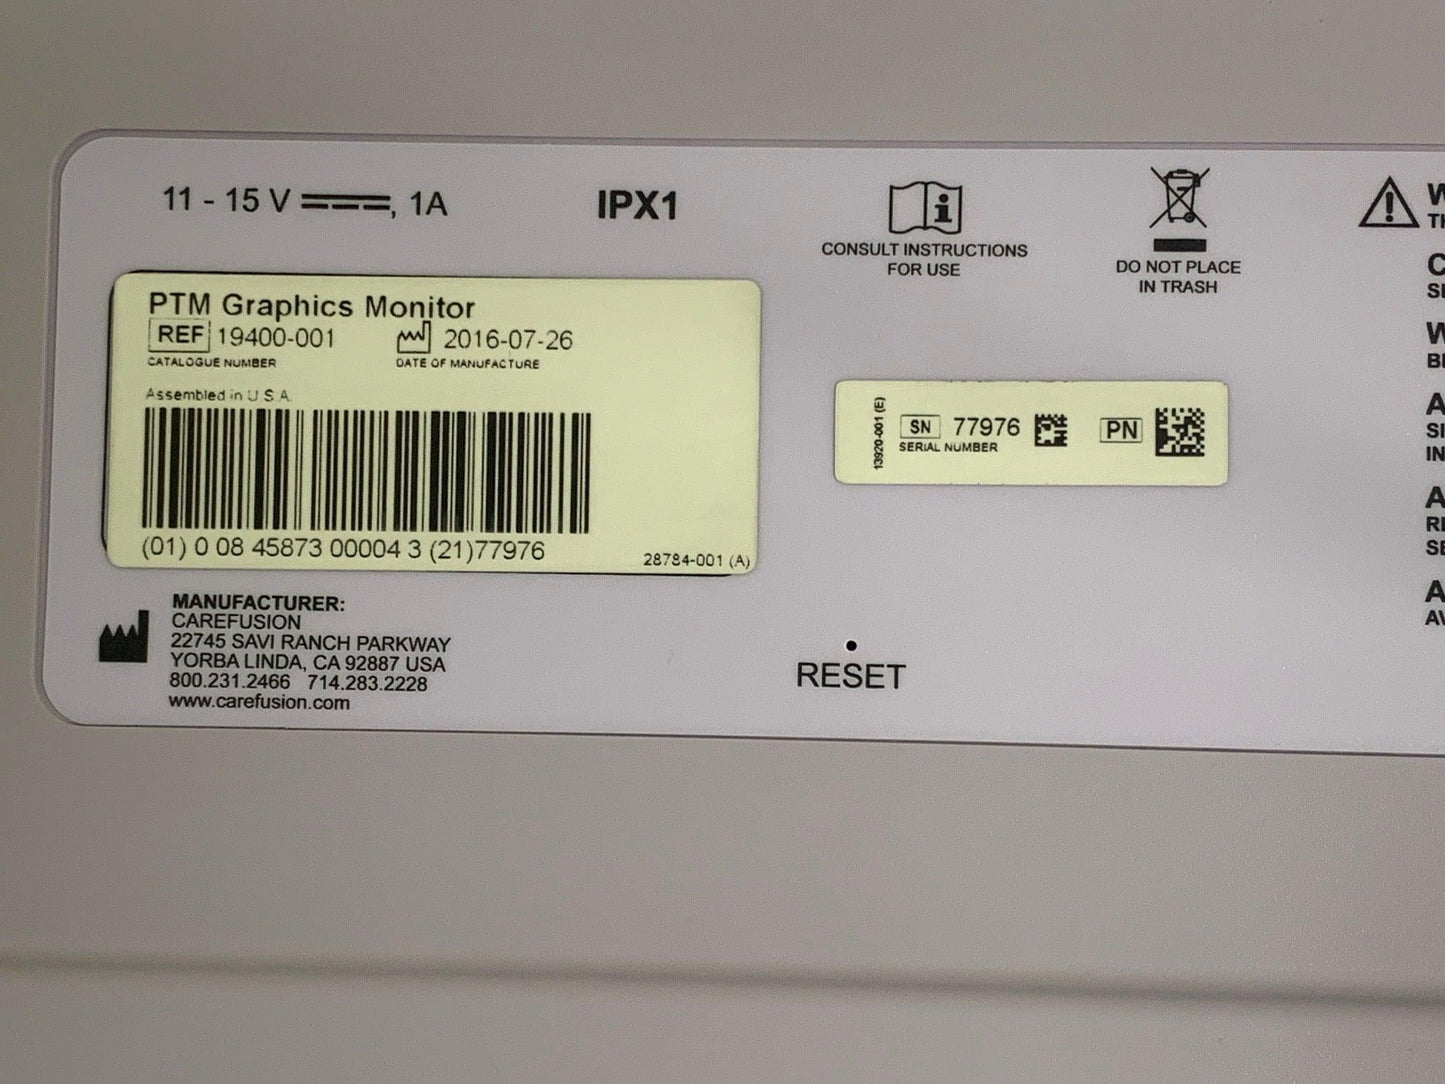 11 - 15 V ⎓, 1A
IPX1
CONSULT INSTRUCTIONS
FOR USE
DO NOT PLACE
IN TRASH
PTM Graphics Monitor
REF 19400-001
2016-07-26
CATALOGUE NUMBER
DATE OF MANUFACTURE
Assembled in U.S.A.
(01) 0 08 45873 00004 3 (21)77976
28784-001 (A)
13920-001 (E)
SN 77976
SERIAL NUMBER
PN
MANUFACTURER:
CAREFUSION
22745 SAVI RANCH PARKWAY
YORBA LINDA, CA 92887 USA
800.231.2466 714.283.2228
www.carefusion.com
RESET